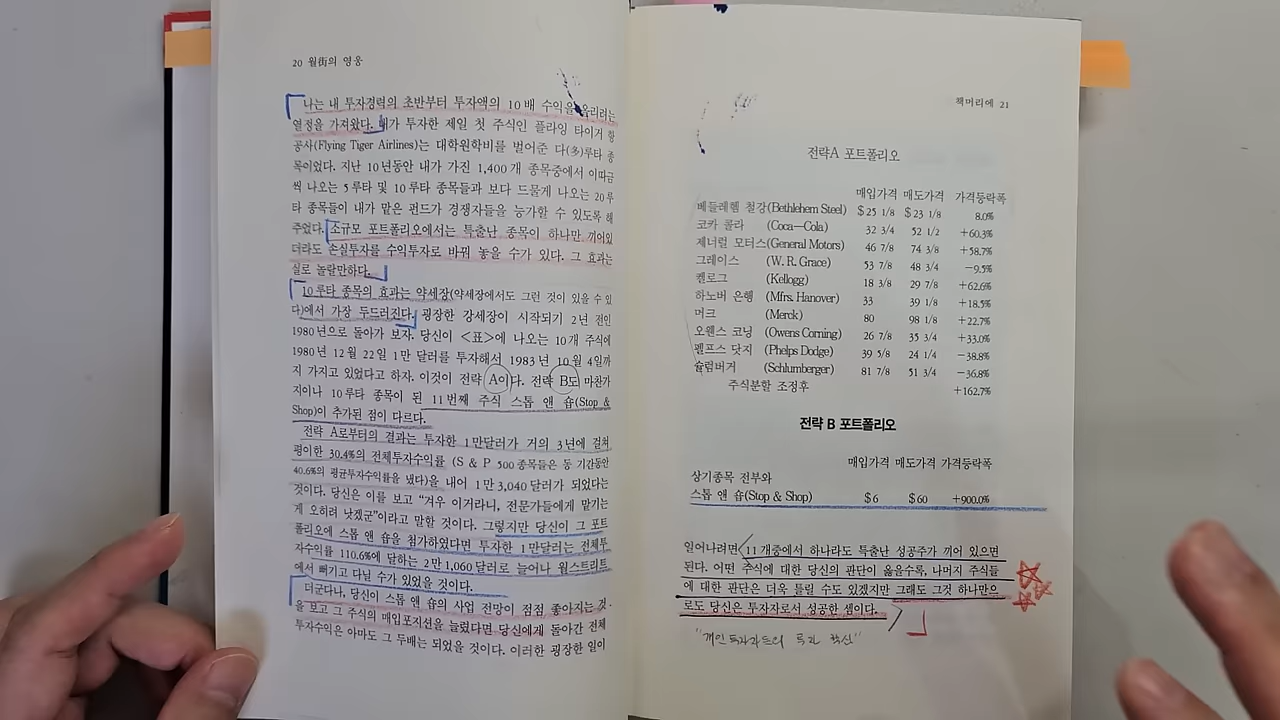 20 월街의 영웅
나는 내 투자경력의 초반부터 투자액의 10 배 수익을 올리려는
열정을 가져왔다. 내가 투자한 제일 첫 주식인 플라잉 타이거 항
공사(Flying Tiger Airlines)는 대학원학비를 벌어준 다(多)루타 종
목이었다. 지난 10년동안 내가 가진 1,400 개 종목중에서 이따금
씩 나오는 5 루타 및 10 루타 종목들과 보다 드물게 나오는 20 루
타 종목들이 내가 맡은 펀드가 경쟁자들을 능가할 수 있도록 해
주었다. 소규모 포트폴리오에서는 특출난 종목이 하나만 끼어있
더라도 손실투자를 수익투자로 바꿔 놓을 수가 있다. 그 효과는
실로 놀랄만하다.
10 루타 종목의 효과는 약세장(약세장에서도 그런 것이 있을 수 있
다)에서 가장 두드러진다. 굉장한 강세장이 시작되기 2 년 전인
1980 년으로 돌아가 보자. 당신이 <표>에 나오는 10 개 주식에
1980 년 12 월 22 일 1 만 달러를 투자해서 1983 년 10 월 4 일까
지 가지고 있었다고 하자. 이것이 전략 A이다. 전략 B도 마찬가
지이나 10 루타 종목이 된 11 번째 주식 스톱 앤 숍(Stop &
Shop)이 추가된 점이 다르다.
전략 A로부터의 결과는 투자한 1 만달러가 거의 3 년에 걸쳐
평이한 30.4%의 전체투자수익률 (S & P 500 종목들은 동 기간동안
40.6%의 평균투자수익률을 냈다)을 내어 1 만 3,040 달러가 되었다는
것이다. 당신은 이를 보고 “겨우 이거라니, 전문가들에게 맡기는
게 오히려 낫겠군”이라고 말할 것이다. 그렇지만 당신이 그 포트
폴리오에 스톱 앤 숍을 첨가하였다면 투자한 1 만달러는 전체투
자수익률 110.6%에 달하는 2 만 1,060 달러로 늘어나 월스트리트
에서 뻐기고 다닐 수가 있었을 것이다.
더군다나, 당신이 스톱 앤 숍의 사업 전망이 점점 좋아지는 것
을 보고 그 주식의 매입포지션을 늘렸다면 당신에게 돌아간 전체
투자수익은 아마도 그 두배는 되었을 것이다. 이러한 굉장한 일이
책머리에 21
전략A 포트폴리오
매입가격 매도가격 가격등락폭
베들레헴 철강(Bethlehem Steel) $ 25 1/8 $ 23 1/8 8.0%
코카 콜라 (Coca—Cola) 32 3/4 52 1/2 +60.3%
제너럴 모터스(General Motors) 46 7/8 74 3/8 +58.7%
그레이스 (W. R. Grace) 53 7/8 48 3/4 −9.5%
켈로그 (Kellogg) 18 3/8 29 7/8 +62.6%
하노버 은행 (Mfrs. Hanover) 33 39 1/8 +18.5%
머크 (Merck) 80 98 1/8 +22.7%
오웬스 코닝 (Owens Corning) 26 7/8 35 3/4 +33.0%
펠프스 닷지 (Phelps Dodge) 39 5/8 24 1/4 −38.8%
슐럼버거 (Schlumberger) 81 7/8 51 3/4 −36.8%
주식분할 조정후 +162.7%
전략 B 포트폴리오
매입가격 매도가격 가격등락폭
상기종목 전부와
스톱 앤 숍(Stop & Shop) $ 6 $ 60 +900.0%
일어나려면 11 개중에서 하나라도 특출난 성공주가 끼어 있으면
된다. 어떤 주식에 대한 당신의 판단이 옳을수록, 나머지 주식들
에 대한 판단은 더욱 틀릴 수도 있겠지만 그래도 그것 하나만으
로도 당신은 투자자로서 성공한 셈이다.
"개인 투자자들의